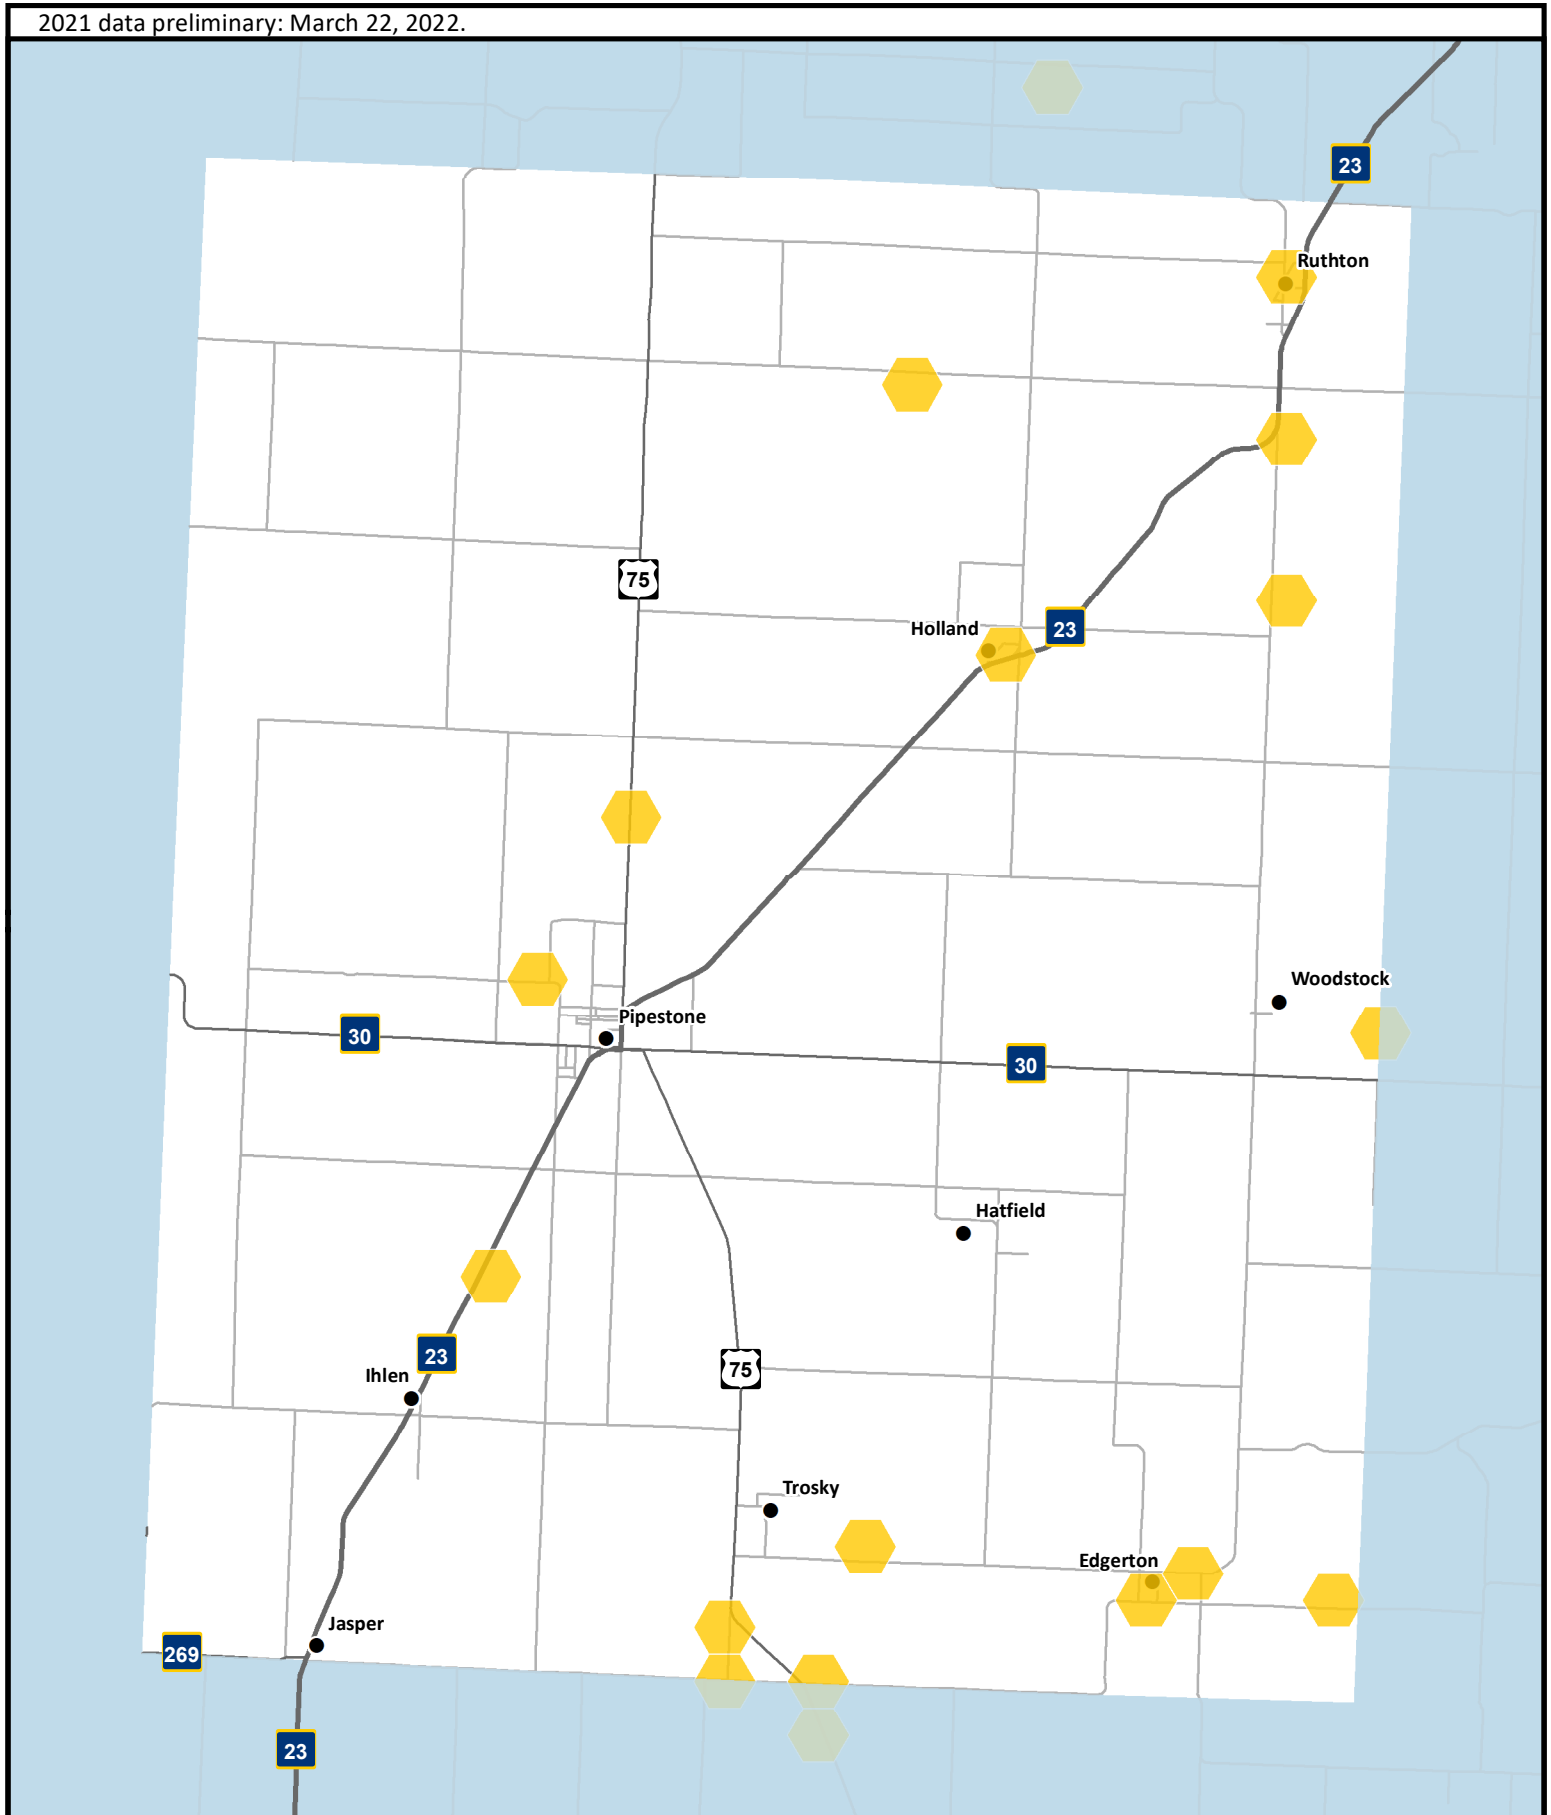 2021 data preliminary: March 22, 2022.
23
Ruthton
75
Holland
23
Woodstock
Pipestone
30
30
Hatfield
23
Ihlen
75
Trosky
Edgerton
Jasper
269
23